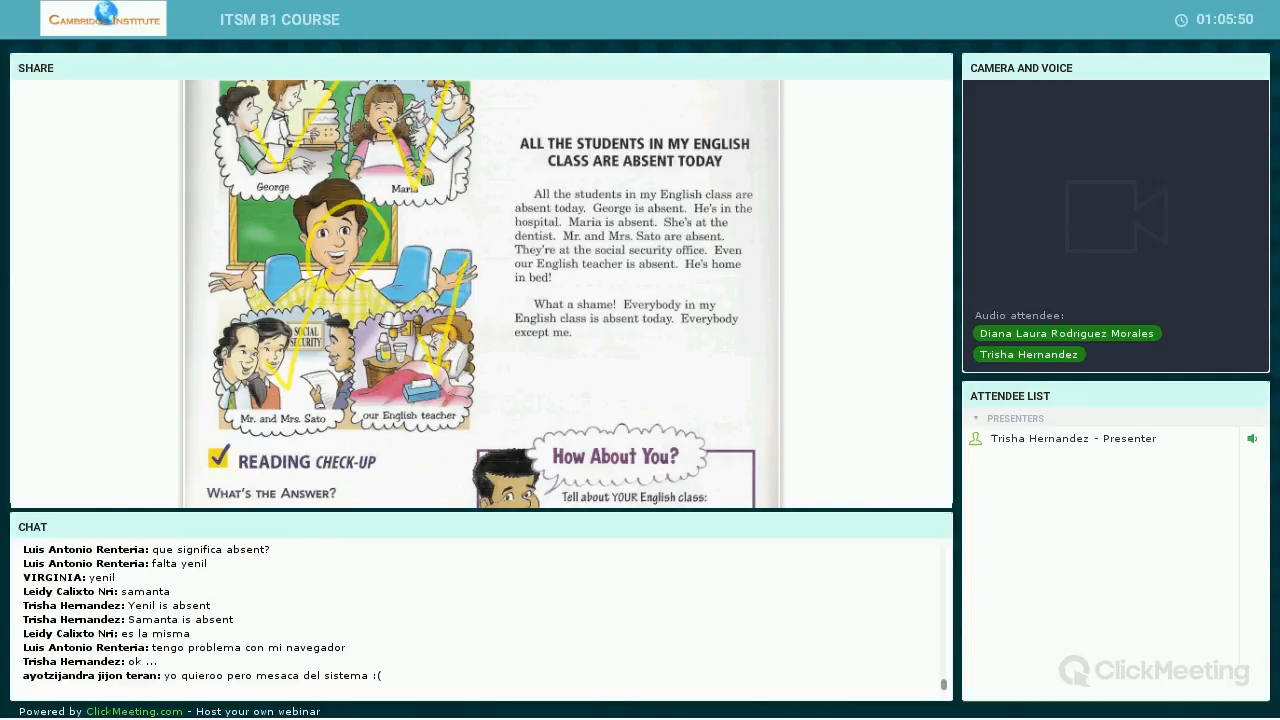 CAMBRIDGE INSTITUTE
ITSM B1 COURSE
01:05:50
SHARE
George
Maria
SOCIAL
SECURITY
Mr. and Mrs. Sato
our English teacher
ALL THE STUDENTS IN MY ENGLISH
CLASS ARE ABSENT TODAY
All the students in my English class are
absent today. George is absent. He's in the
hospital. Maria is absent. She's at the
dentist. Mr. and Mrs. Sato are absent.
They're at the social security office. Even
our English teacher is absent. He's home
in bed!
What a shame! Everybody in my
English class is absent today. Everybody
except me.
READING CHECK-UP
WHAT'S THE ANSWER?
How About You?
Tell about YOUR English class:
CAMERA AND VOICE
Audio attendee:
Diana Laura Rodriguez Morales
Trisha Hernandez
ATTENDEE LIST
PRESENTERS
Trisha Hernandez - Presenter
ClickMeeting
CHAT
Luis Antonio Renteria: que significa absent?
Luis Antonio Renteria: falta yenil
VIRGINIA: yenil
Leidy Calixto Nri: samanta
Trisha Hernandez: Yenil is absent
Trisha Hernandez: Samanta is absent
Leidy Calixto Nri: es la misma
Luis Antonio Renteria: tengo problema con mi navegador
Trisha Hernandez: ok ...
ayotzijandra jijon teran: yo quieroo pero mesaca del sistema :(
Powered by ClickMeeting.com - Host your own webinar